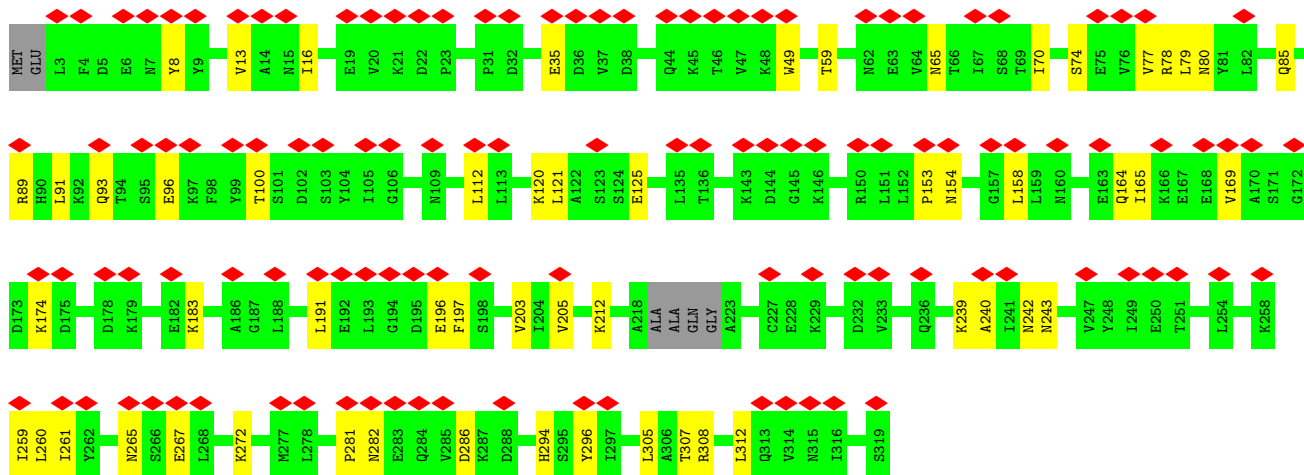 MET GLU L3 F4 D5 E6 N7 Y8 Y9 V13 A14 N15 I16 E19 V20 K21 D22 P23 P31 D32 E35 D36 V37 D38 Q44 K45 T46 V47 K48 W49 T59 N62 E63 V64 N65 T66 I67 S68 T69 I70 S74 E75 V76 V77 R78 L79 N80 Y81 L82 Q85
R89 H90 L91 K92 Q93 T94 S95 E96 K97 F98 Y99 T100 S101 D102 S103 Y104 I105 G106 N109 L112 L113 K120 L121 A122 S123 S124 E125 L135 T136 K143 D144 G145 K146 R150 L151 L152 P153 N154 G157 L158 L159 N160 E163 Q164 I165 K166 E167 E168 V169 A170 S171 G172
D173 K174 D175 D178 K179 E182 K183 A186 G187 L188 L191 E192 L193 G194 D195 E196 F197 S198 V203 I204 V205 K212 A218 ALA ALA GLN GLY A223 C227 E228 K229 D232 V233 Q236 K239 A240 I241 N242 N243 V247 Y248 I249 E250 T251 L254 K258
I259 L260 I261 Y262 N265 S266 E267 L268 K272 M277 L278 P281 N282 E283 Q284 V285 D286 K287 D288 H294 S295 Y296 I297 L305 A306 T307 R308 L312 Q313 V314 N315 I316 S319